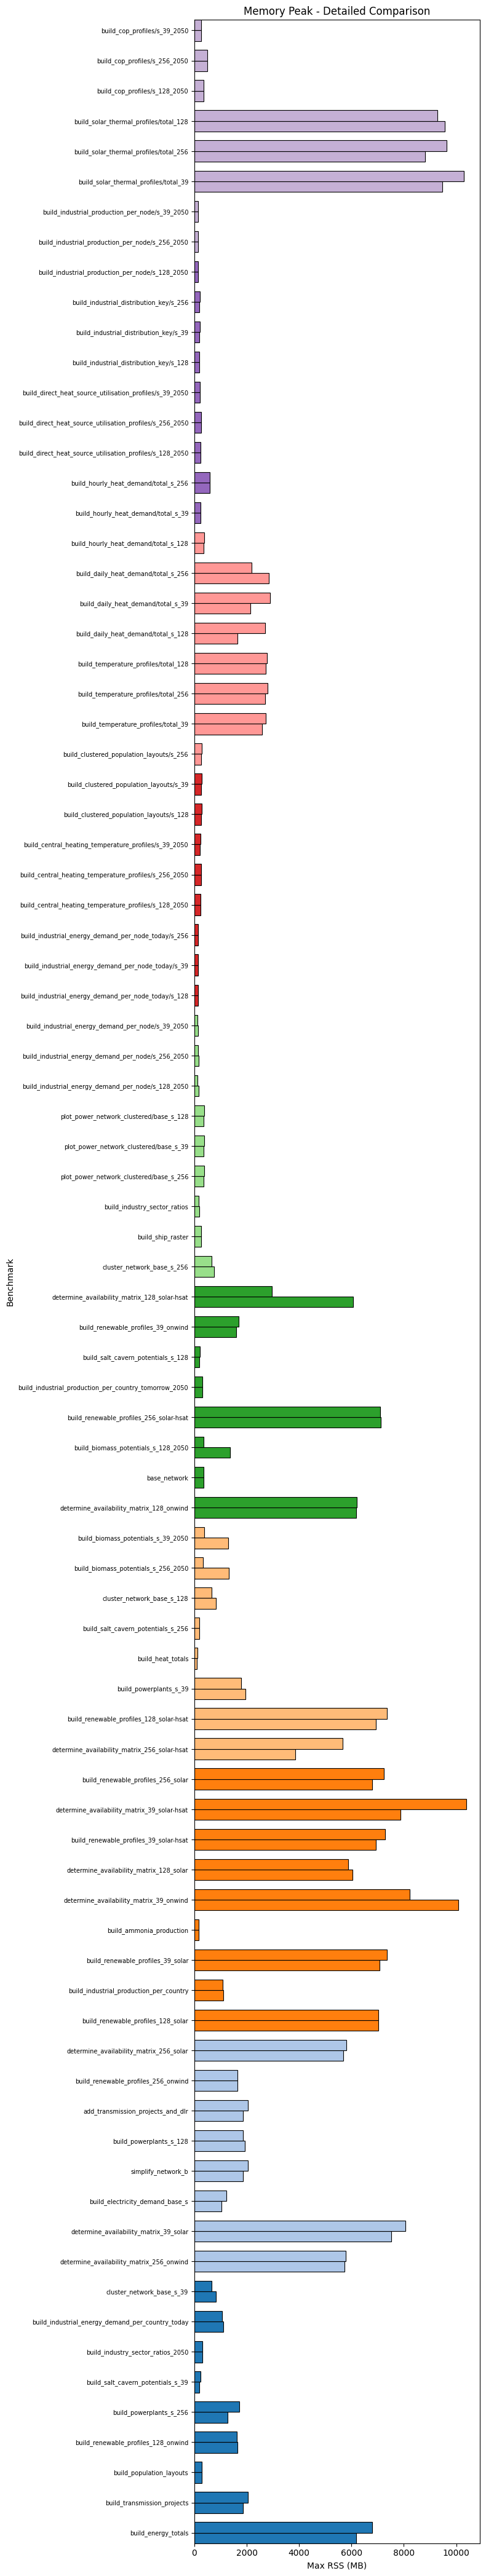 Memory Peak - Detailed Comparison
build_cop_profiles/s_39_2050
build_cop_profiles/s_256_2050
build_cop_profiles/s_128_2050
build_solar_thermal_profiles/total_128
build_solar_thermal_profiles/total_256
build_solar_thermal_profiles/total_39
build_industrial_production_per_node/s_39_2050
build_industrial_production_per_node/s_256_2050
build_industrial_production_per_node/s_128_2050
build_industrial_distribution_key/s_256
build_industrial_distribution_key/s_39
build_industrial_distribution_key/s_128
build_direct_heat_source_utilisation_profiles/s_39_2050
build_direct_heat_source_utilisation_profiles/s_256_2050
build_direct_heat_source_utilisation_profiles/s_128_2050
build_hourly_heat_demand/total_s_256
build_hourly_heat_demand/total_s_39
build_hourly_heat_demand/total_s_128
build_daily_heat_demand/total_s_256
build_daily_heat_demand/total_s_39
build_daily_heat_demand/total_s_128
build_temperature_profiles/total_128
build_temperature_profiles/total_256
build_temperature_profiles/total_39
build_clustered_population_layouts/s_256
build_clustered_population_layouts/s_39
build_clustered_population_layouts/s_128
build_central_heating_temperature_profiles/s_39_2050
build_central_heating_temperature_profiles/s_256_2050
build_central_heating_temperature_profiles/s_128_2050
build_industrial_energy_demand_per_node_today/s_256
build_industrial_energy_demand_per_node_today/s_39
build_industrial_energy_demand_per_node_today/s_128
build_industrial_energy_demand_per_node/s_39_2050
build_industrial_energy_demand_per_node/s_256_2050
build_industrial_energy_demand_per_node/s_128_2050
plot_power_network_clustered/base_s_128
plot_power_network_clustered/base_s_39
plot_power_network_clustered/base_s_256
build_industry_sector_ratios
build_ship_raster
cluster_network_base_s_256
determine_availability_matrix_128_solar-hsat
build_renewable_profiles_39_onwind
build_salt_cavern_potentials_s_128
build_industrial_production_per_country_tomorrow_2050
build_renewable_profiles_256_solar-hsat
build_biomass_potentials_s_128_2050
base_network
determine_availability_matrix_128_onwind
build_biomass_potentials_s_39_2050
build_biomass_potentials_s_256_2050
cluster_network_base_s_128
build_salt_cavern_potentials_s_256
build_heat_totals
build_powerplants_s_39
build_renewable_profiles_128_solar-hsat
determine_availability_matrix_256_solar-hsat
build_renewable_profiles_256_solar
determine_availability_matrix_39_solar-hsat
build_renewable_profiles_39_solar-hsat
determine_availability_matrix_128_solar
determine_availability_matrix_39_onwind
build_ammonia_production
build_renewable_profiles_39_solar
build_industrial_production_per_country
build_renewable_profiles_128_solar
determine_availability_matrix_256_solar
build_renewable_profiles_256_onwind
add_transmission_projects_and_dlr
build_powerplants_s_128
simplify_network_b
build_electricity_demand_base_s
determine_availability_matrix_39_solar
determine_availability_matrix_256_onwind
cluster_network_base_s_39
build_industrial_energy_demand_per_country_today
build_industry_sector_ratios_2050
build_salt_cavern_potentials_s_39
build_powerplants_s_256
build_renewable_profiles_128_onwind
build_population_layouts
build_transmission_projects
build_energy_totals
Benchmark
0 2000 4000 6000 8000 10000
Max RSS (MB)